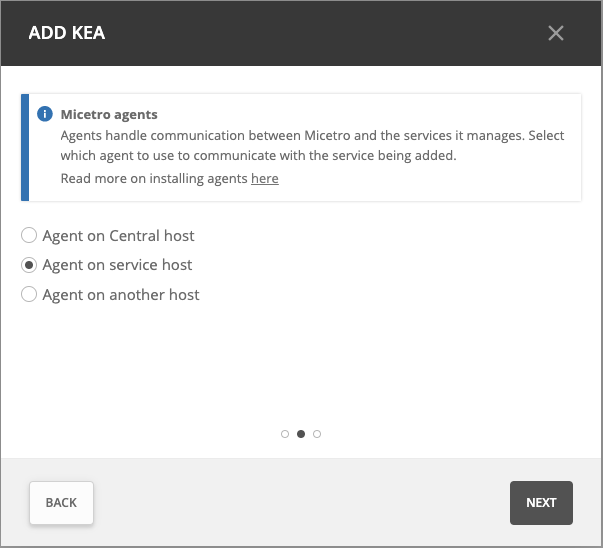 ADD KEA
Micetro agents
Agents handle communication between Micetro and the services it manages. Select
which agent to use to communicate with the service being added.
Read more on installing agents here
Agent on Central host
Agent on service host
Agent on another host
BACK
NEXT